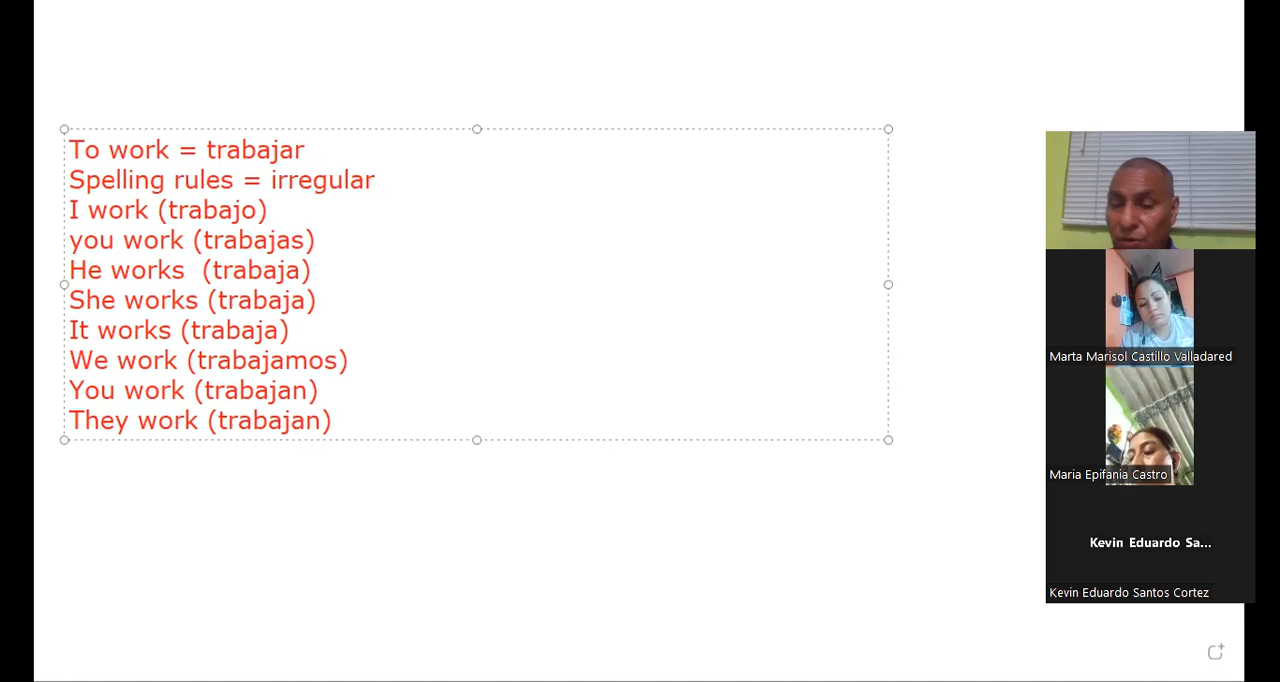 To work = trabajar
Spelling rules = irregular
I work (trabajo)
you work (trabajas)
He works  (trabaja)
She works (trabaja)
It works (trabaja)
We work (trabajamos)
You work (trabajan)
They work (trabajan)
Marta Marisol Castillo Valladared
Maria Epifania Castro
Kevin Eduardo Sa...
Kevin Eduardo Santos Cortez